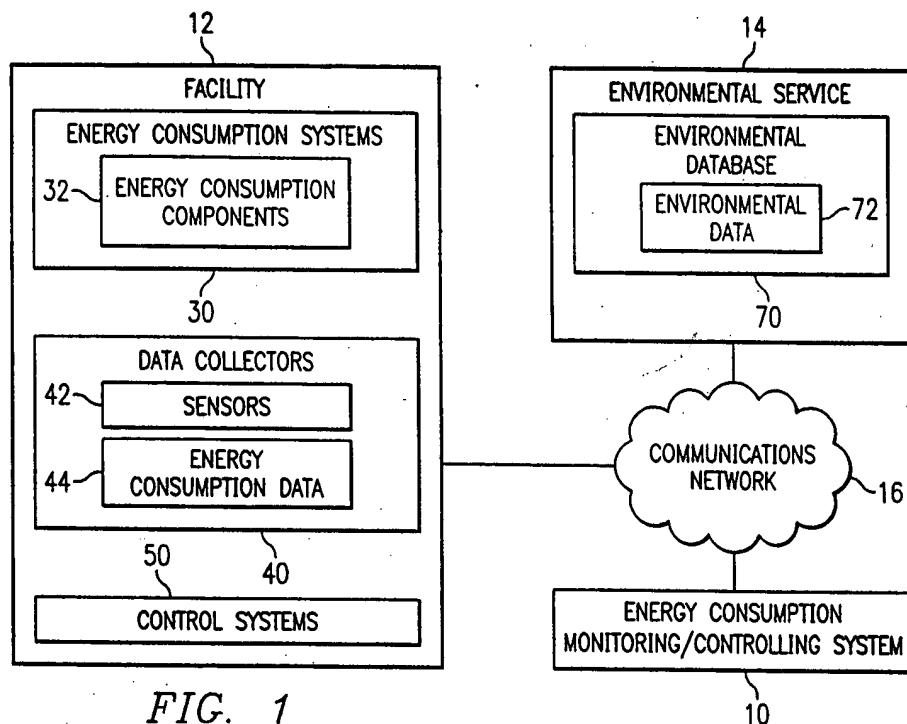 12
FACILITY
ENERGY CONSUMPTION SYSTEMS
32
ENERGY CONSUMPTION
COMPONENTS
30
DATA COLLECTORS
42
SENSORS
44
ENERGY
CONSUMPTION DATA
40
50
CONTROL SYSTEMS
14
ENVIRONMENTAL SERVICE
ENVIRONMENTAL
DATABASE
ENVIRONMENTAL
DATA
72
70
COMMUNICATIONS
NETWORK
16
ENERGY CONSUMPTION
MONITORING/CONTROLLING SYSTEM
10
FIG. 1